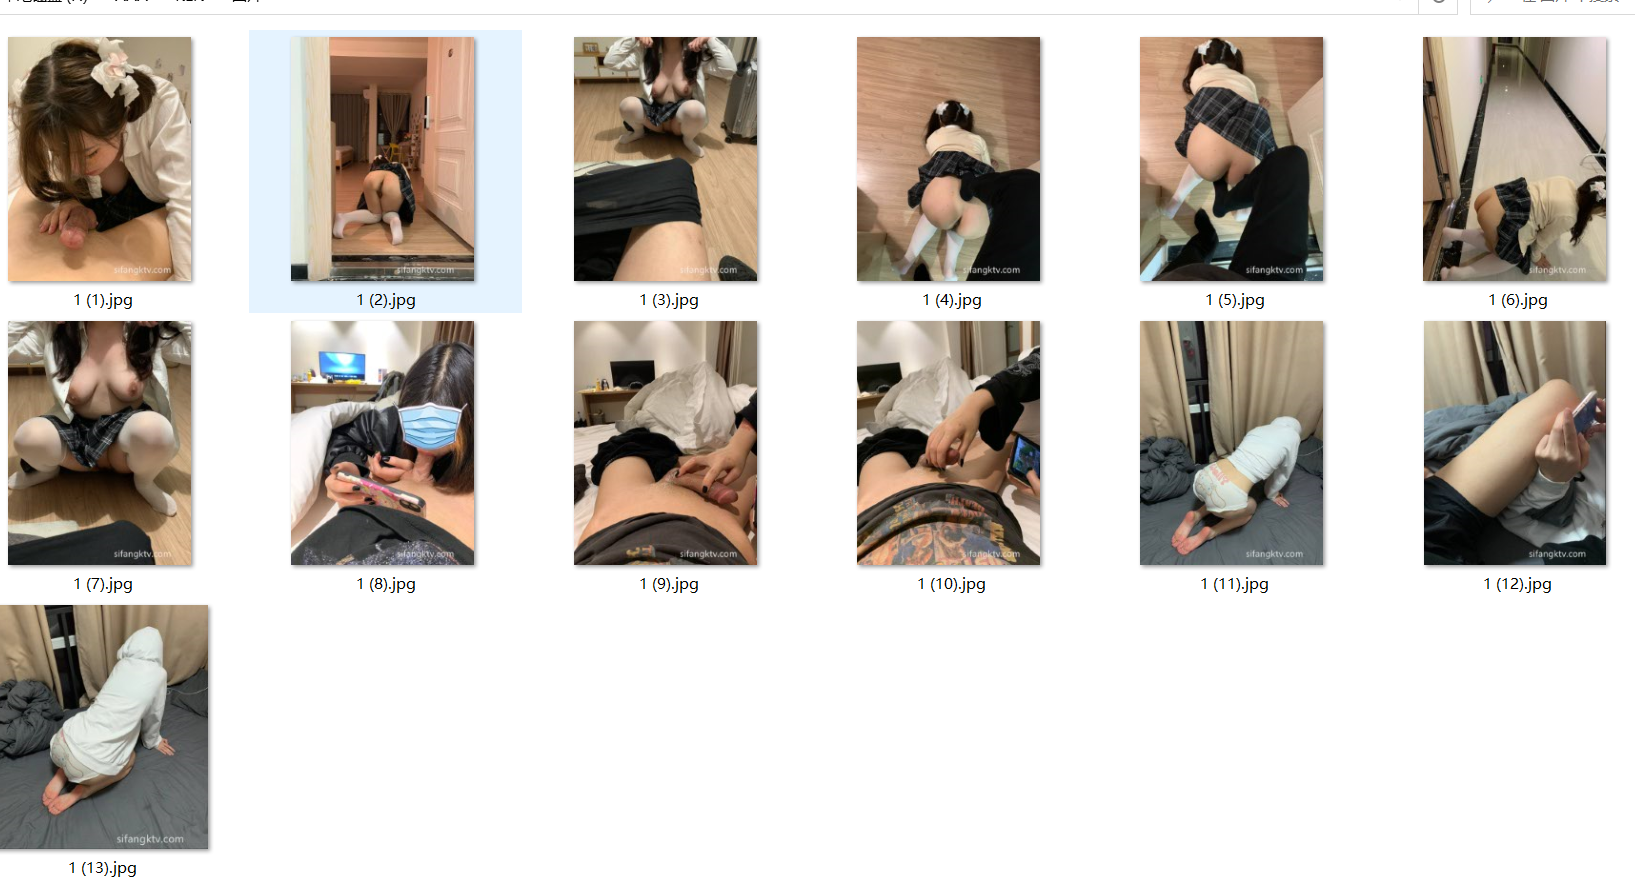 sifangktv.com
sifangktv.com
sifangktv.com
sifangktv.com
sifangktv.com
sifangktv.com
1 (1).jpg
1 (2).jpg
1 (3).jpg
1 (4).jpg
1 (5).jpg
1 (6).jpg
sifangktv.com
sifangktv.com
sifangktv.com
sifangktv.com
sifangktv.com
sifangktv.com
1 (7).jpg
1 (8).jpg
1 (9).jpg
1 (10).jpg
1 (11).jpg
1 (12).jpg
sifangktv.com
1 (13).jpg